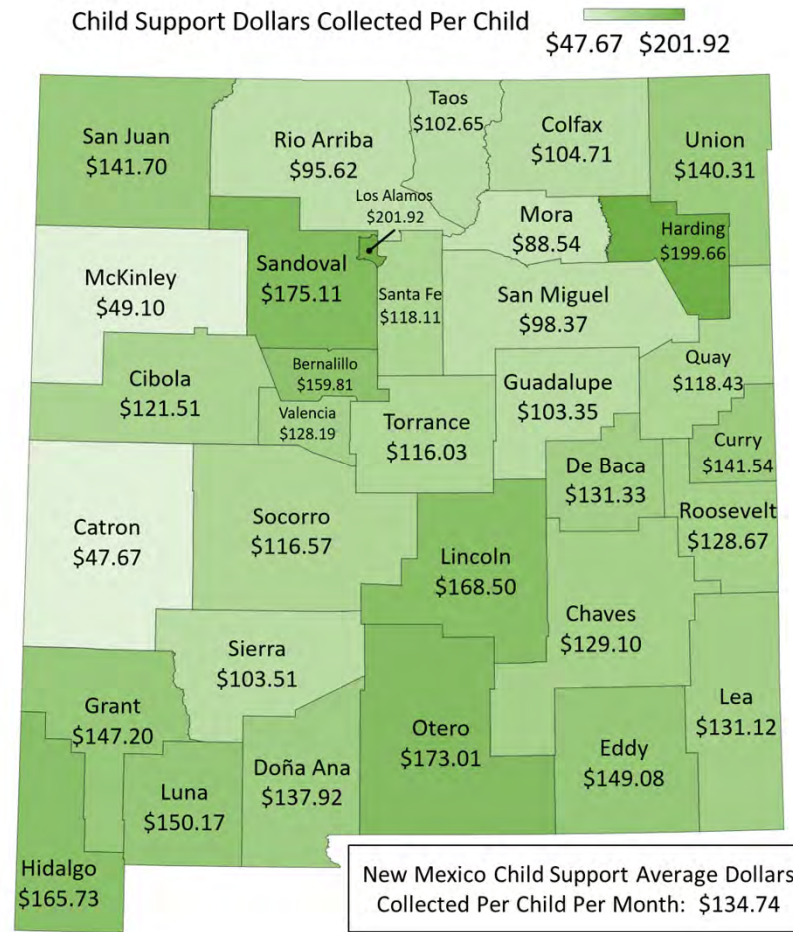 Child Support Dollars Collected Per Child
$47.67 $201.92
San Juan
$141.70
Rio Arriba
$95.62
Taos
$102.65
Colfax
$104.71
Union
$140.31
Los Alamos
$201.92
Mora
$88.54
Harding
$199.66
McKinley
$49.10
Sandoval
$175.11
Santa Fe
$118.11
San Miguel
$98.37
Cibola
$121.51
Bernalillo
$159.81
Valencia
$128.19
Torrance
$116.03
Guadalupe
$103.35
Quay
$118.43
Curry
$141.54
De Baca
$131.33
Roosevelt
$128.67
Catron
$47.67
Socorro
$116.57
Lincoln
$168.50
Chaves
$129.10
Sierra
$103.51
Grant
$147.20
Otero
$173.01
Lea
$131.12
Eddy
$149.08
Doña Ana
$137.92
Luna
$150.17
Hidalgo
$165.73
New Mexico Child Support Average Dollars
Collected Per Child Per Month: $134.74